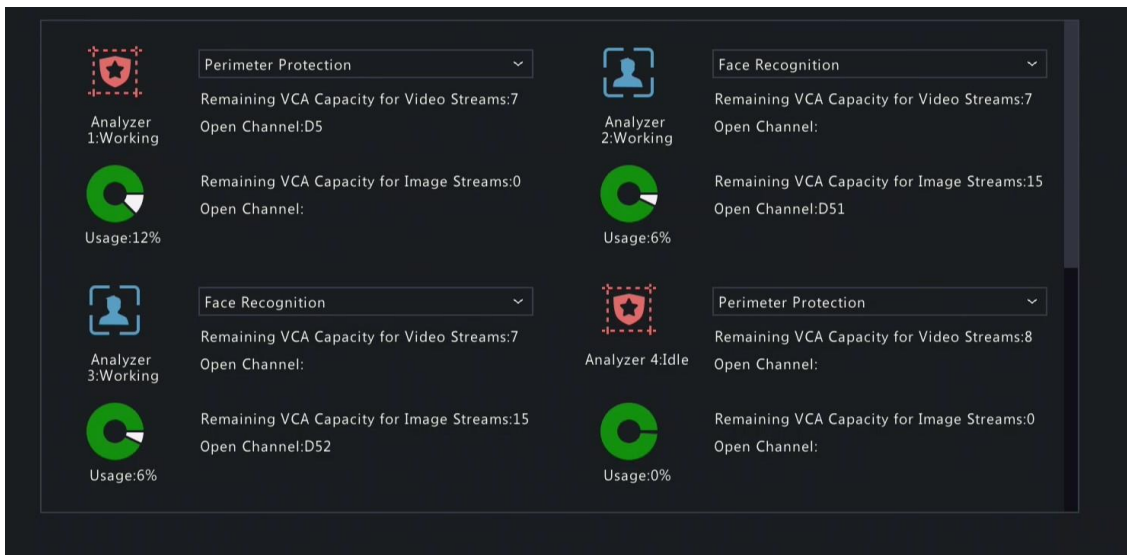 Perimeter Protection
Remaining VCA Capacity for Video Streams:7
Open Channel:D5
Analyzer
1:Working
Remaining VCA Capacity for Image Streams:0
Open Channel:
Usage:12%
Face Recognition
Remaining VCA Capacity for Video Streams:7
Open Channel:
Analyzer
2:Working
Remaining VCA Capacity for Image Streams:15
Open Channel:D51
Usage:6%
Face Recognition
Remaining VCA Capacity for Video Streams:7
Open Channel:
Analyzer
3:Working
Remaining VCA Capacity for Image Streams:15
Open Channel:D52
Usage:6%
Perimeter Protection
Remaining VCA Capacity for Video Streams:8
Open Channel:
Analyzer 4:Idle
Remaining VCA Capacity for Image Streams:0
Open Channel:
Usage:0%